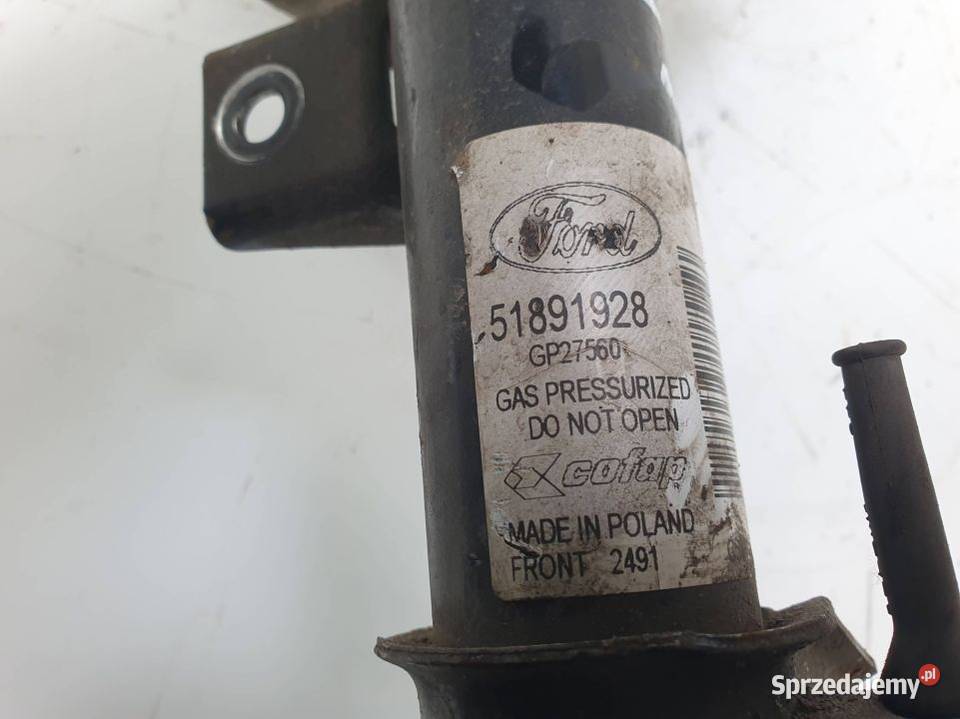 Ford
51891928
GP27560
GAS PRESSURIZED
DO NOT OPEN
cofap
MADE IN POLAND
FRONT 2491
Sprzedajemy.pl